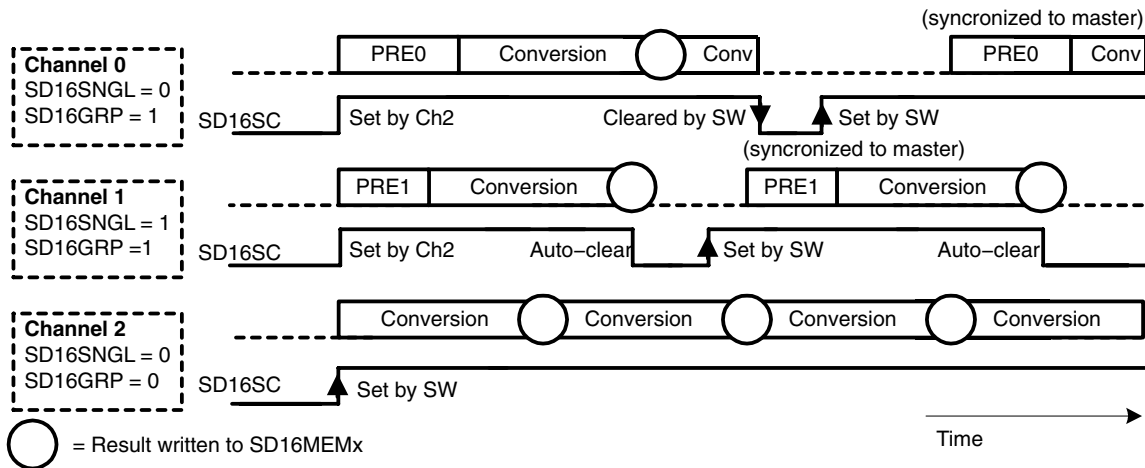 (syncronized to master)
PRE0 Conversion Conv PRE0 Conv
Channel 0
SD16SNGL = 0
SD16GRP = 1
SD16SC Set by Ch2 Cleared by SW Set by SW
(syncronized to master)
PRE1 Conversion PRE1 Conversion
Channel 1
SD16SNGL = 1
SD16GRP =1
SD16SC Set by Ch2 Auto−clear Set by SW Auto−clear
Conversion Conversion Conversion Conversion
Channel 2
SD16SNGL = 0
SD16GRP = 0
SD16SC Set by SW
= Result written to SD16MEMx
Time